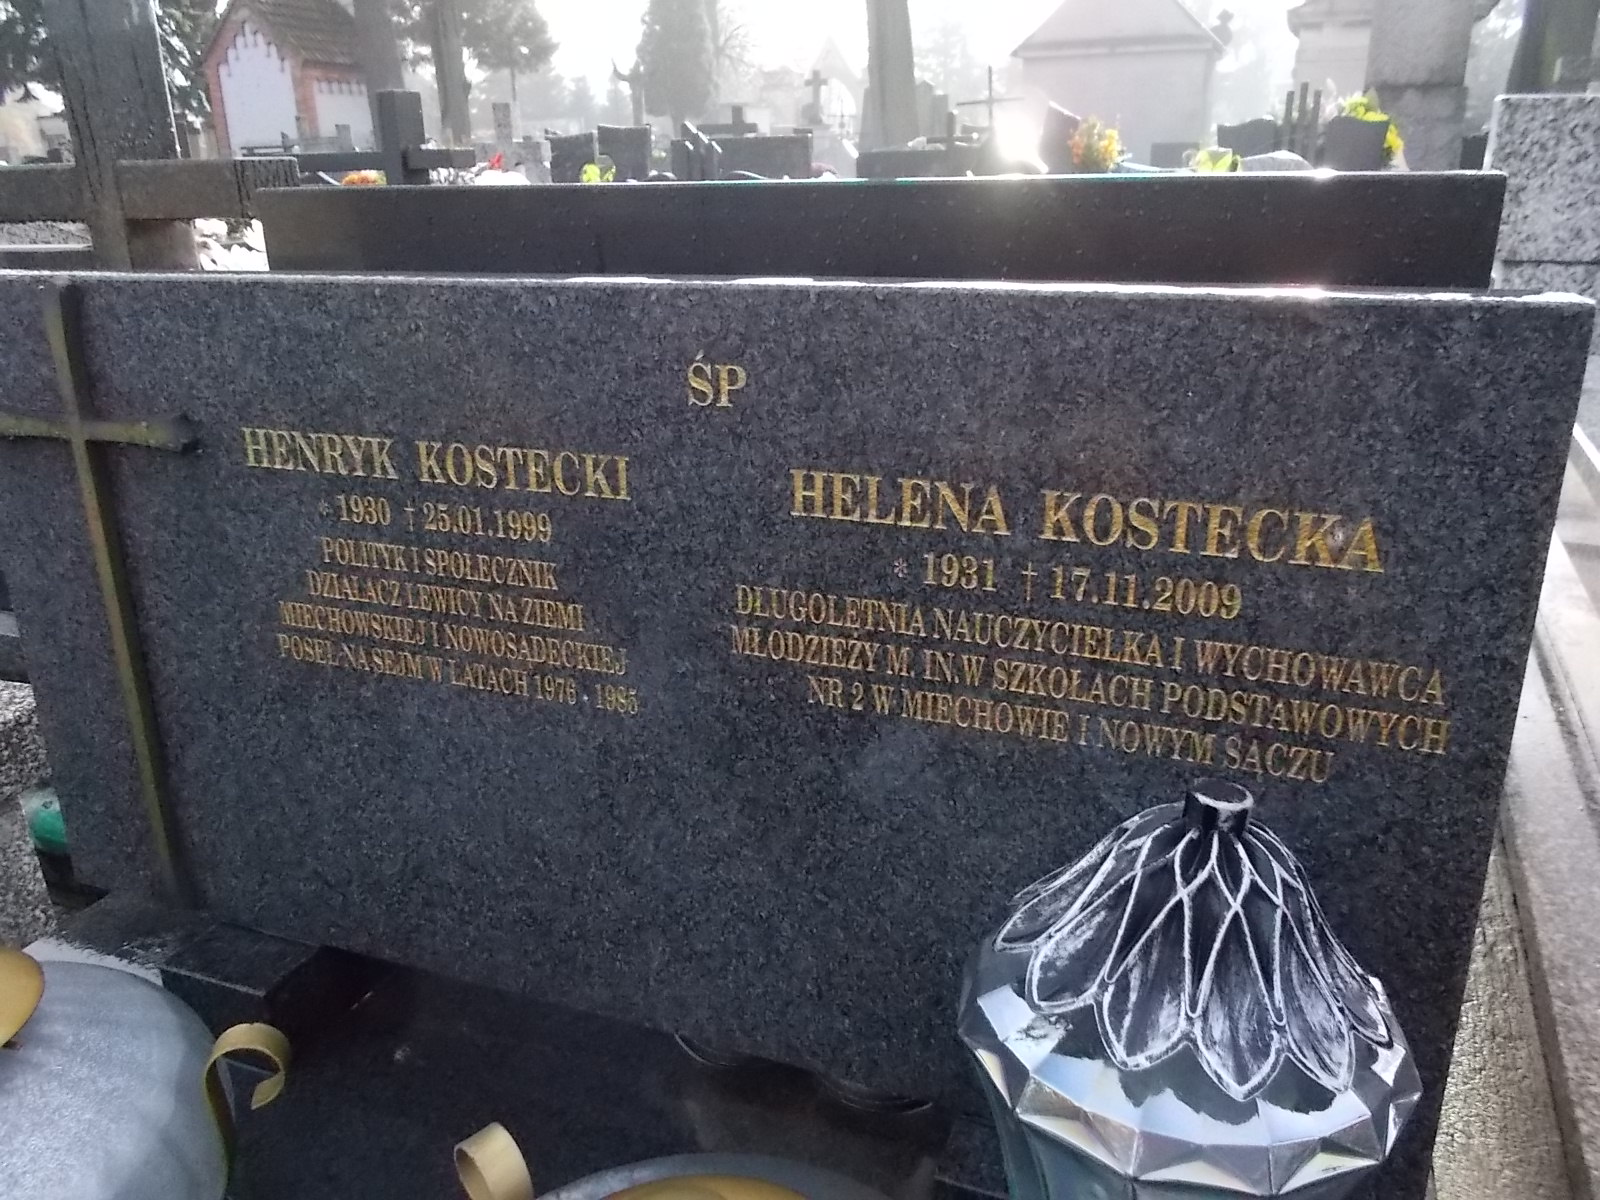 ŚP
HENRYK KOSTECKI
* 1930 † 25.01.1999
POLITYK I SPOŁECZNIK
DZIAŁACZ LEWICY NA ZIEMI
MIECHOWSKIEJ I NOWOSĄDECKIEJ
POSEŁ NA SEJM W LATACH 1976 - 1985
HELENA KOSTECKA
* 1931 † 17.11.2009
DŁUGOLETNIA NAUCZYCIELKA I WYCHOWAWCA
MŁODZIEŻY M. IN. W SZKOŁACH PODSTAWOWYCH
NR 2 W MIECHOWIE I NOWYM SĄCZU